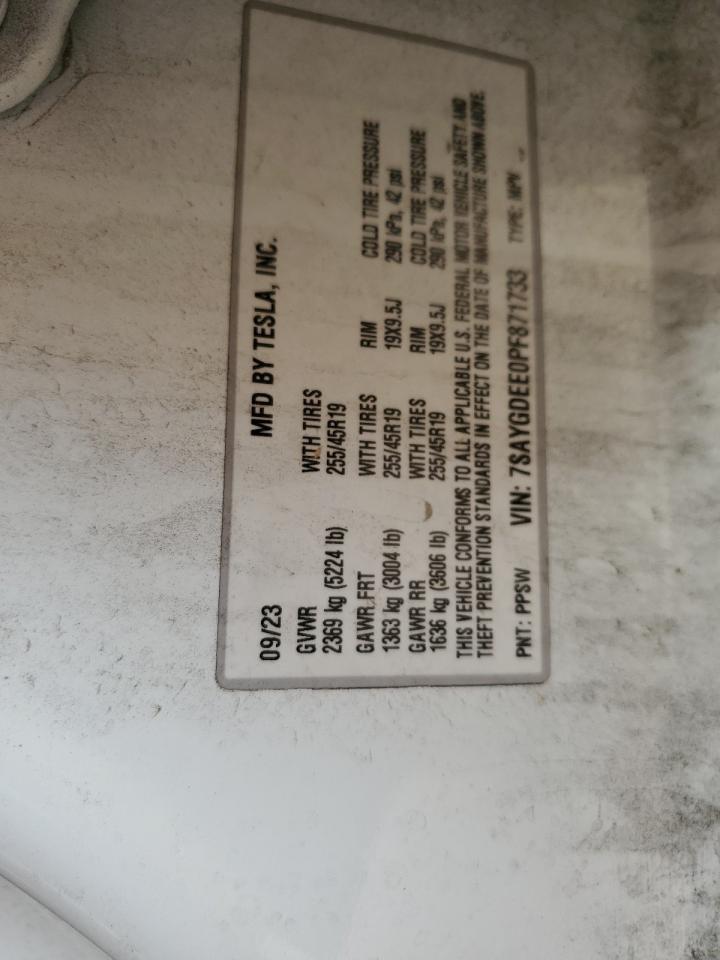 09/23 MFD BY TESLA, INC.
GVWR WITH TIRES
2369 kg (5224 lb) 255/45R19
GAWR FRT WITH TIRES RIM COLD TIRE PRESSURE
1363 kg (3004 lb) 255/45R19 19X9.5J 290 kPa, 42 psi
GAWR RR WITH TIRES RIM COLD TIRE PRESSURE
1636 kg (3606 lb) 255/45R19 19X9.5J 290 kPa, 42 psi
THIS VEHICLE CONFORMS TO ALL APPLICABLE U.S. FEDERAL MOTOR VEHICLE SAFETY AND
THEFT PREVENTION STANDARDS IN EFFECT ON THE DATE OF MANUFACTURE SHOWN ABOVE.
PNT: PPSW VIN: 7SAYGDEE0PF871733 TYPE: MPV